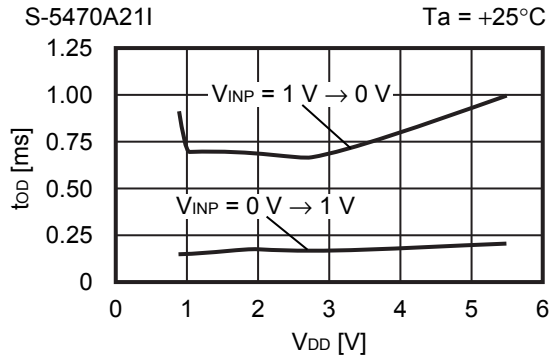 S-5470A21I
Ta = +25°C
tOD [ms]
1.25
1.00
0.75
0.50
0.25
0
VINP = 1 V → 0 V
VINP = 0 V → 1 V
0 1 2 3 4 5 6
VDD [V]